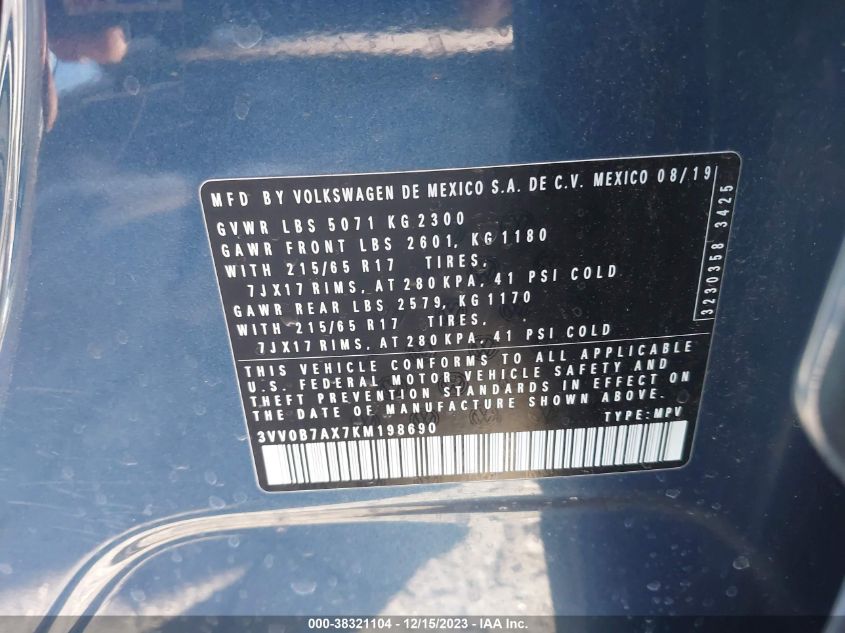 MFD BY VOLKSWAGEN DE MEXICO S.A. DE C.V. MEXICO 08/19
GVWR LBS 5071 KG 2300
GAWR FRONT LBS 2601, KG 1180
WITH 215/65 R17 TIRES,
7JX17 RIMS, AT 280 KPA, 41 PSI COLD
GAWR REAR LBS 2579, KG 1170
WITH 215/65 R17 TIRES,
7JX17 RIMS, AT 280 KPA, 41 PSI COLD
THIS VEHICLE CONFORMS TO ALL APPLICABLE
U.S. FEDERAL MOTOR VEHICLE SAFETY AND
THEFT PREVENTION STANDARDS IN EFFECT ON
THE DATE OF MANUFACTURE SHOWN ABOVE.
3VV0B7AX7KM198690 TYPE: MPV
3230358 3425
000-38321104 - 12/15/2023 - IAA Inc.